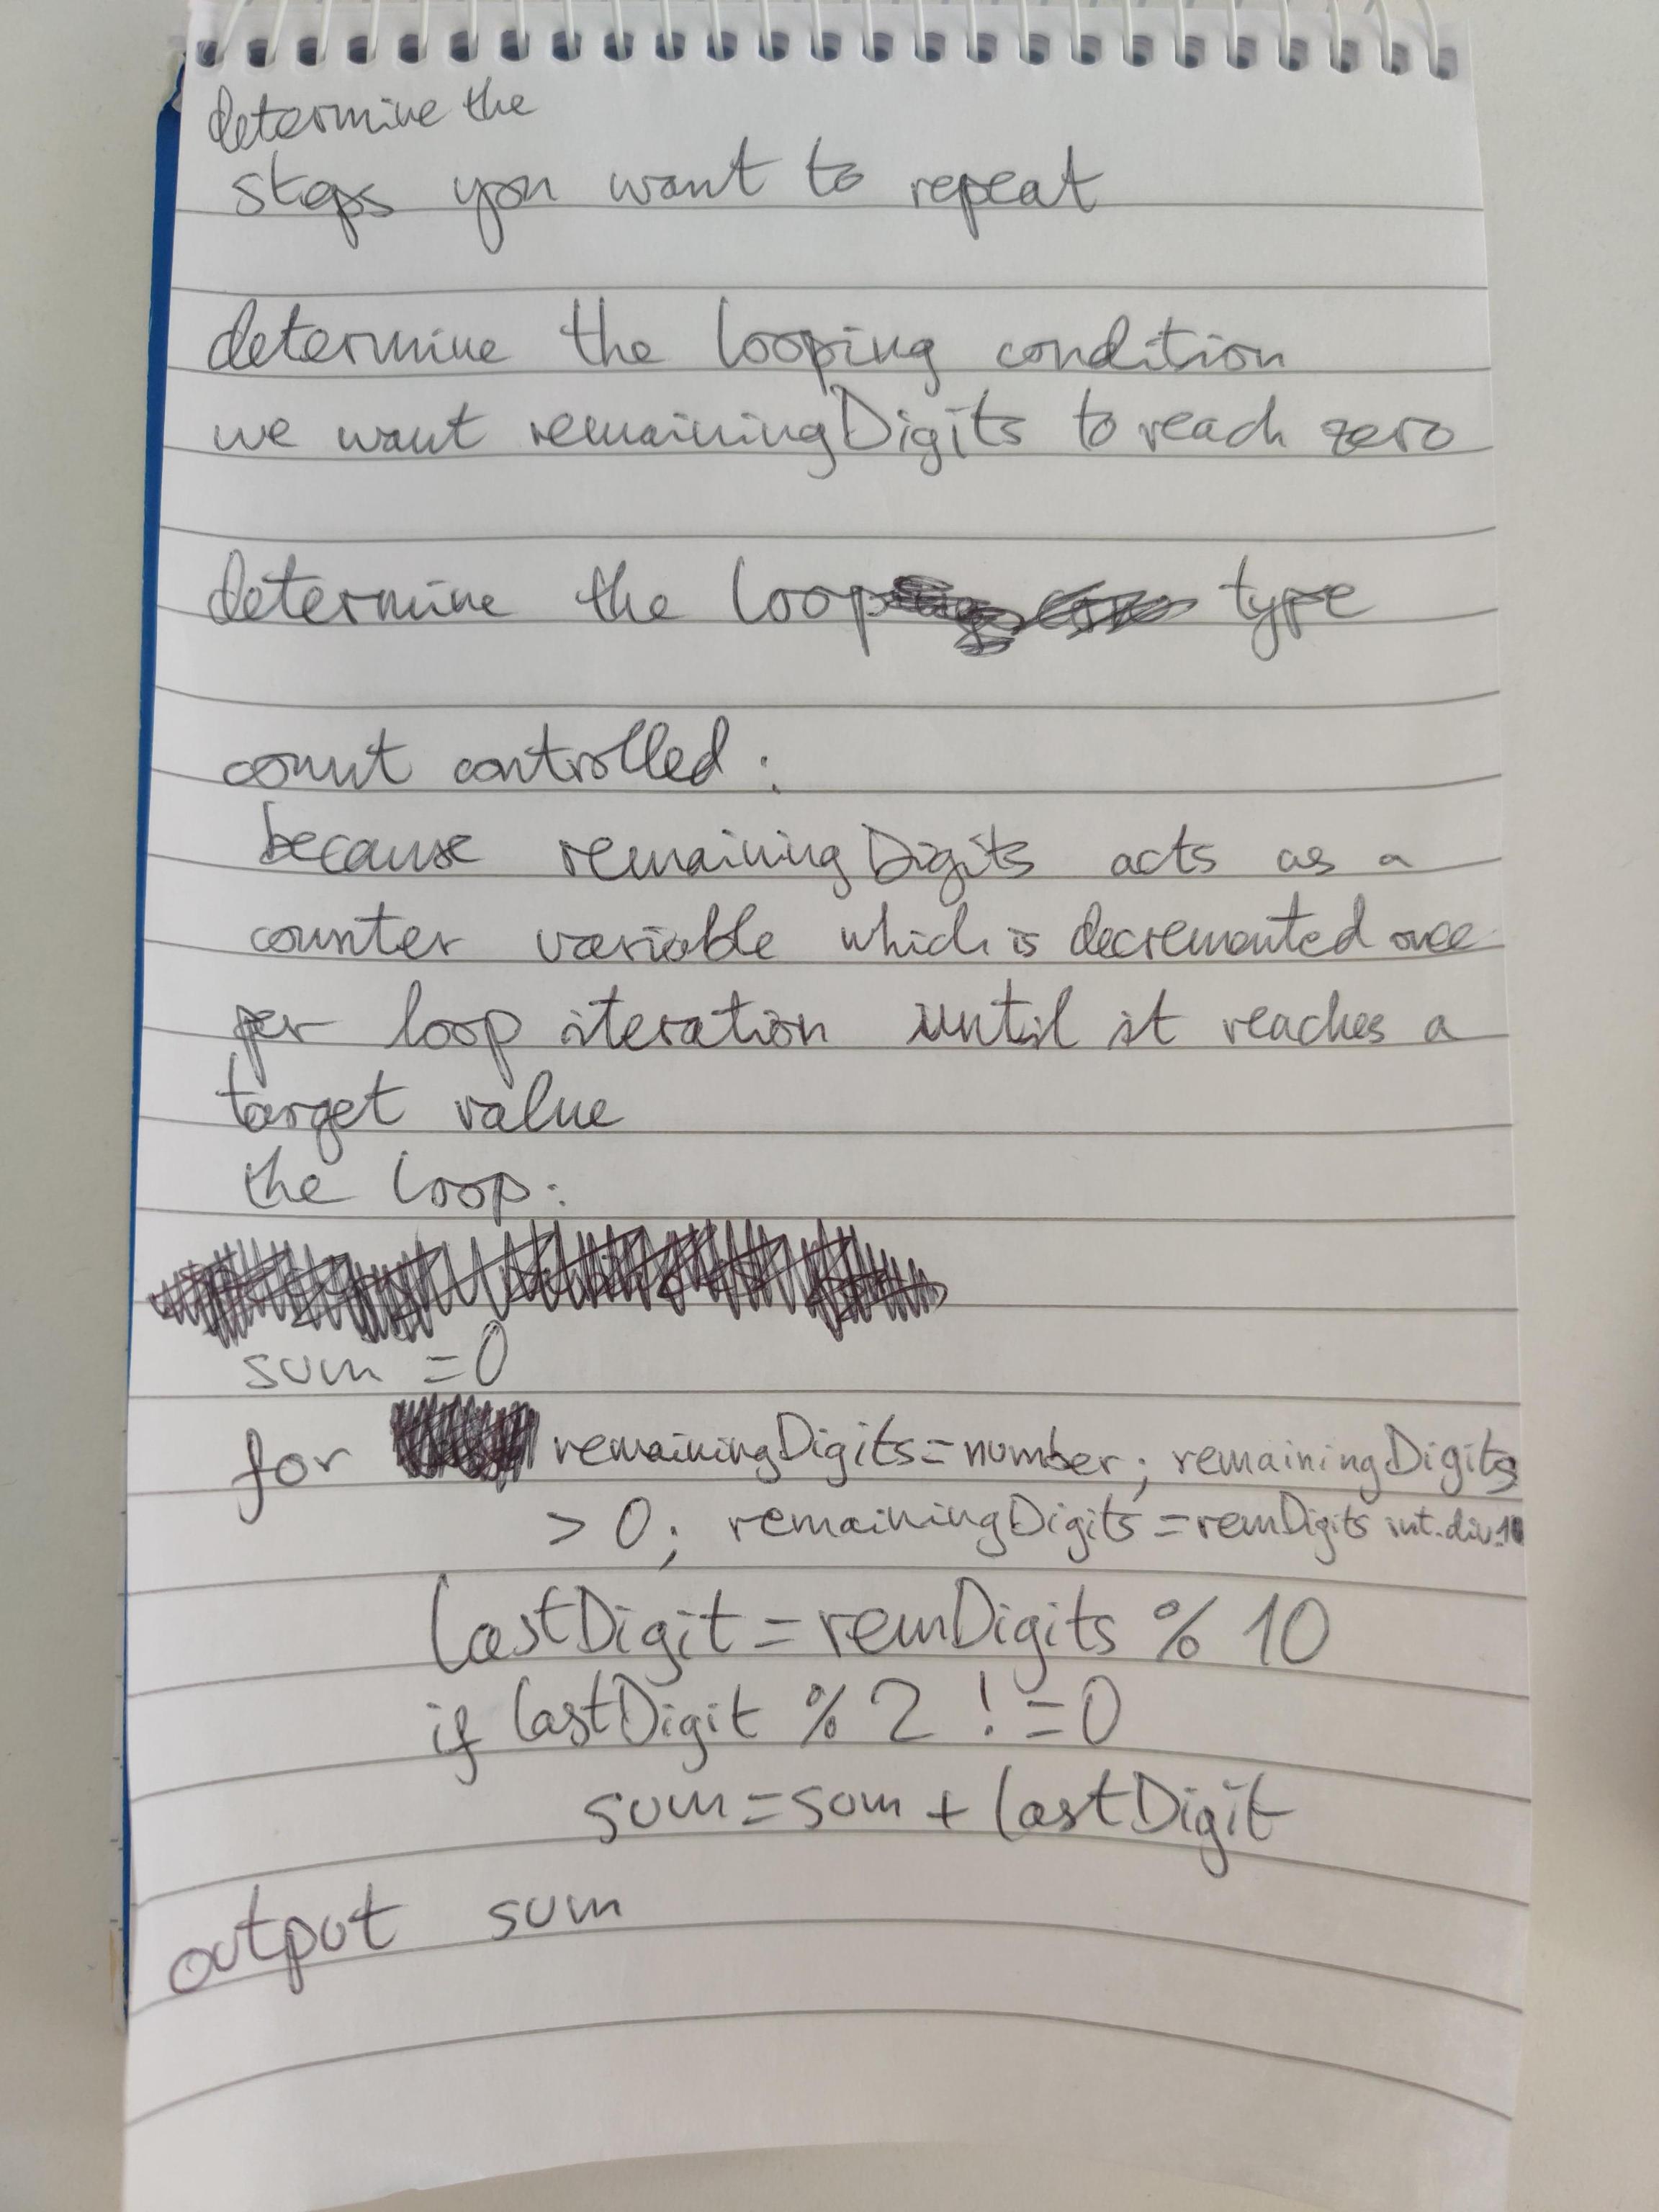 determine the
steps you want to repeat
determine the looping condition
we want remainingDigits to reach zero
determine the loop type
count controlled:
because remainingDigits acts as a
counter variable which is decremented once
per loop iteration until it reaches a
target value
the loop:
sum = 0
for remainingDigits = number; remainingDigits
> 0; remainingDigits = remDigits int.div.10
lastDigit = remDigits % 10
if lastDigit % 2 != 0
sum = sum + lastDigit
output sum